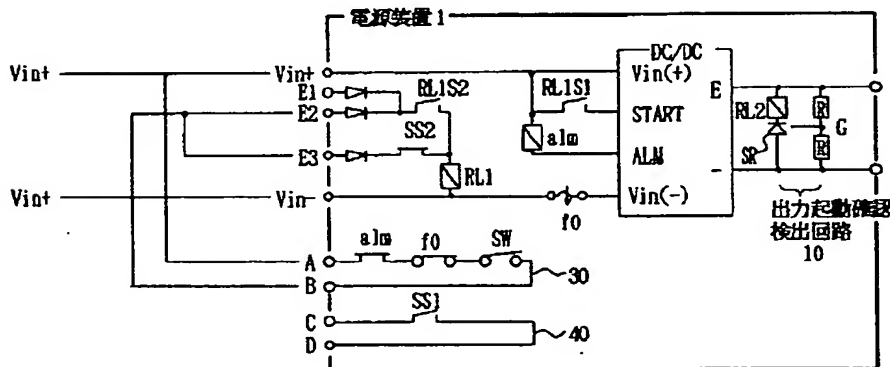 電源装置1
DC/DC
Vin+
Vin+
Vin(+)
E
E1
RL1S2
RL1S1
START
RL2
R
E2
SS2
alm
G
E3
ALM
SR
R
RL1
Vin+
Vin-
Vin(-)
f0
出力起動確認
検出回路
10
alm
f0
SW
A
30
B
SS1
C
40
D